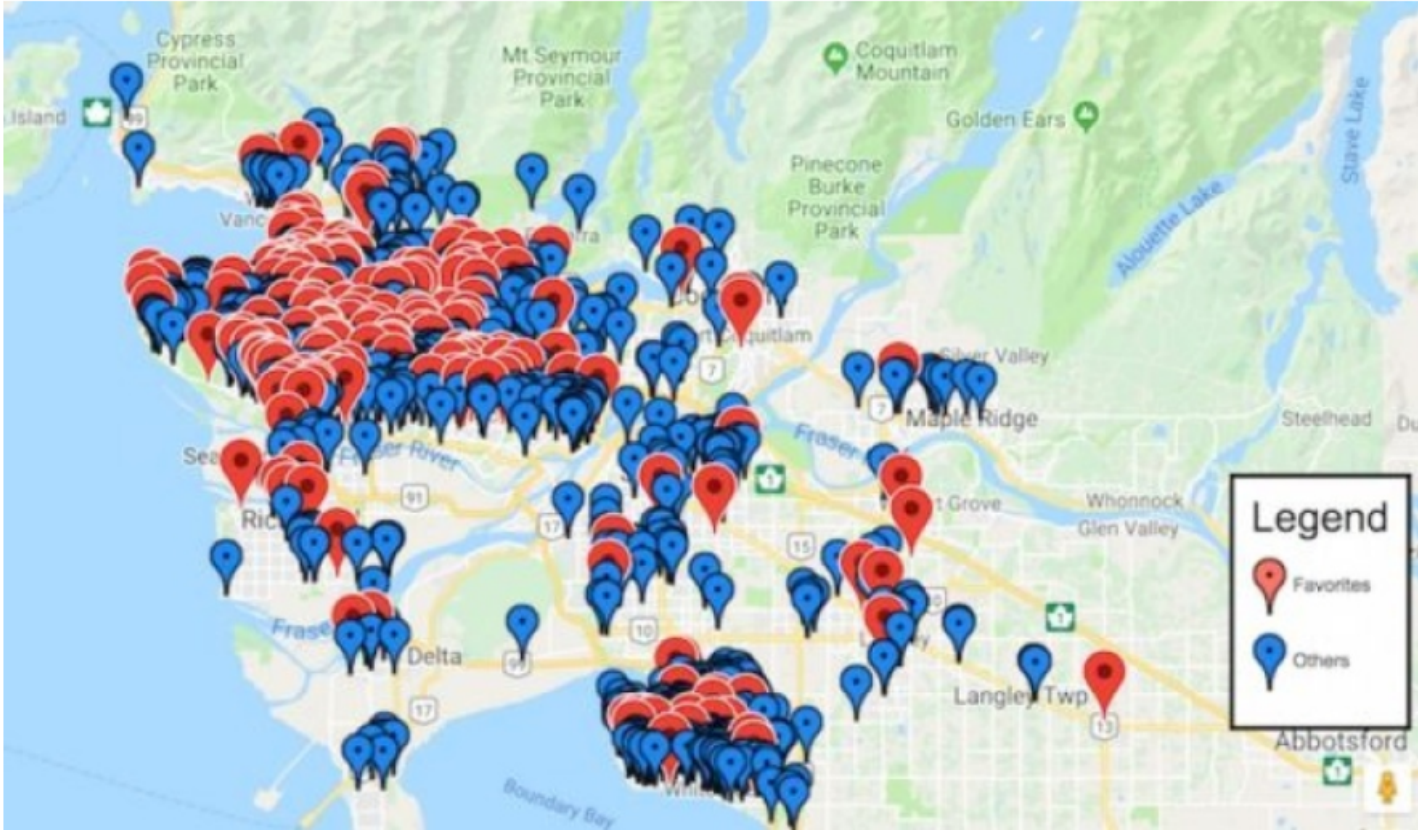 Cypress
Provincial
Park
Mt Seymour
Provincial
Park
Coquitlam
Mountain
Island
99
Golden Ears
Stave Lake
Pinecone
Burke
Provincial
Park
Alouette Lake
7
Silver Valley
7
Maple Ridge
Steelhead
Fraser River
Fraser
1
91
17
Whonnock
Glen Valley
15
10
Delta
1
17
Langley Twp
13
Abbotsford
1
Boundary Bay
Legend
Favorites
Others